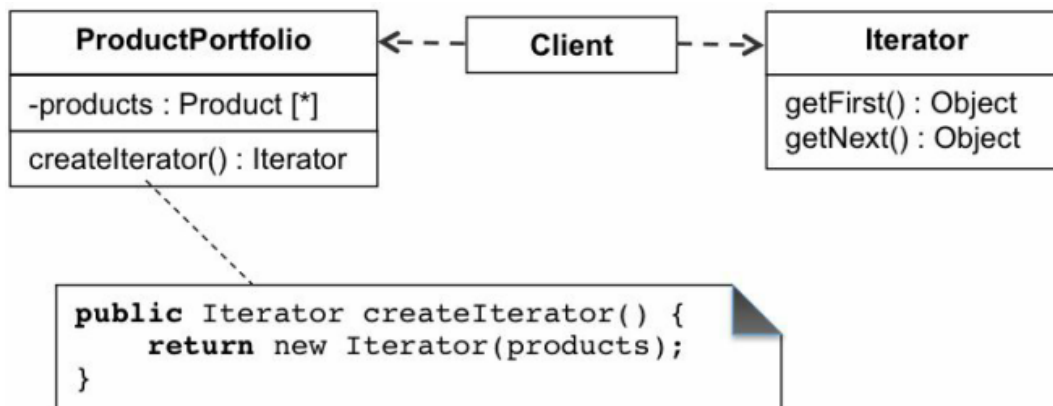 ProductPortfolio
-products : Product [*]
createIterator() : Iterator
Client
Iterator
getFirst() : Object
getNext() : Object
public Iterator createIterator() {
return new Iterator(products);
}